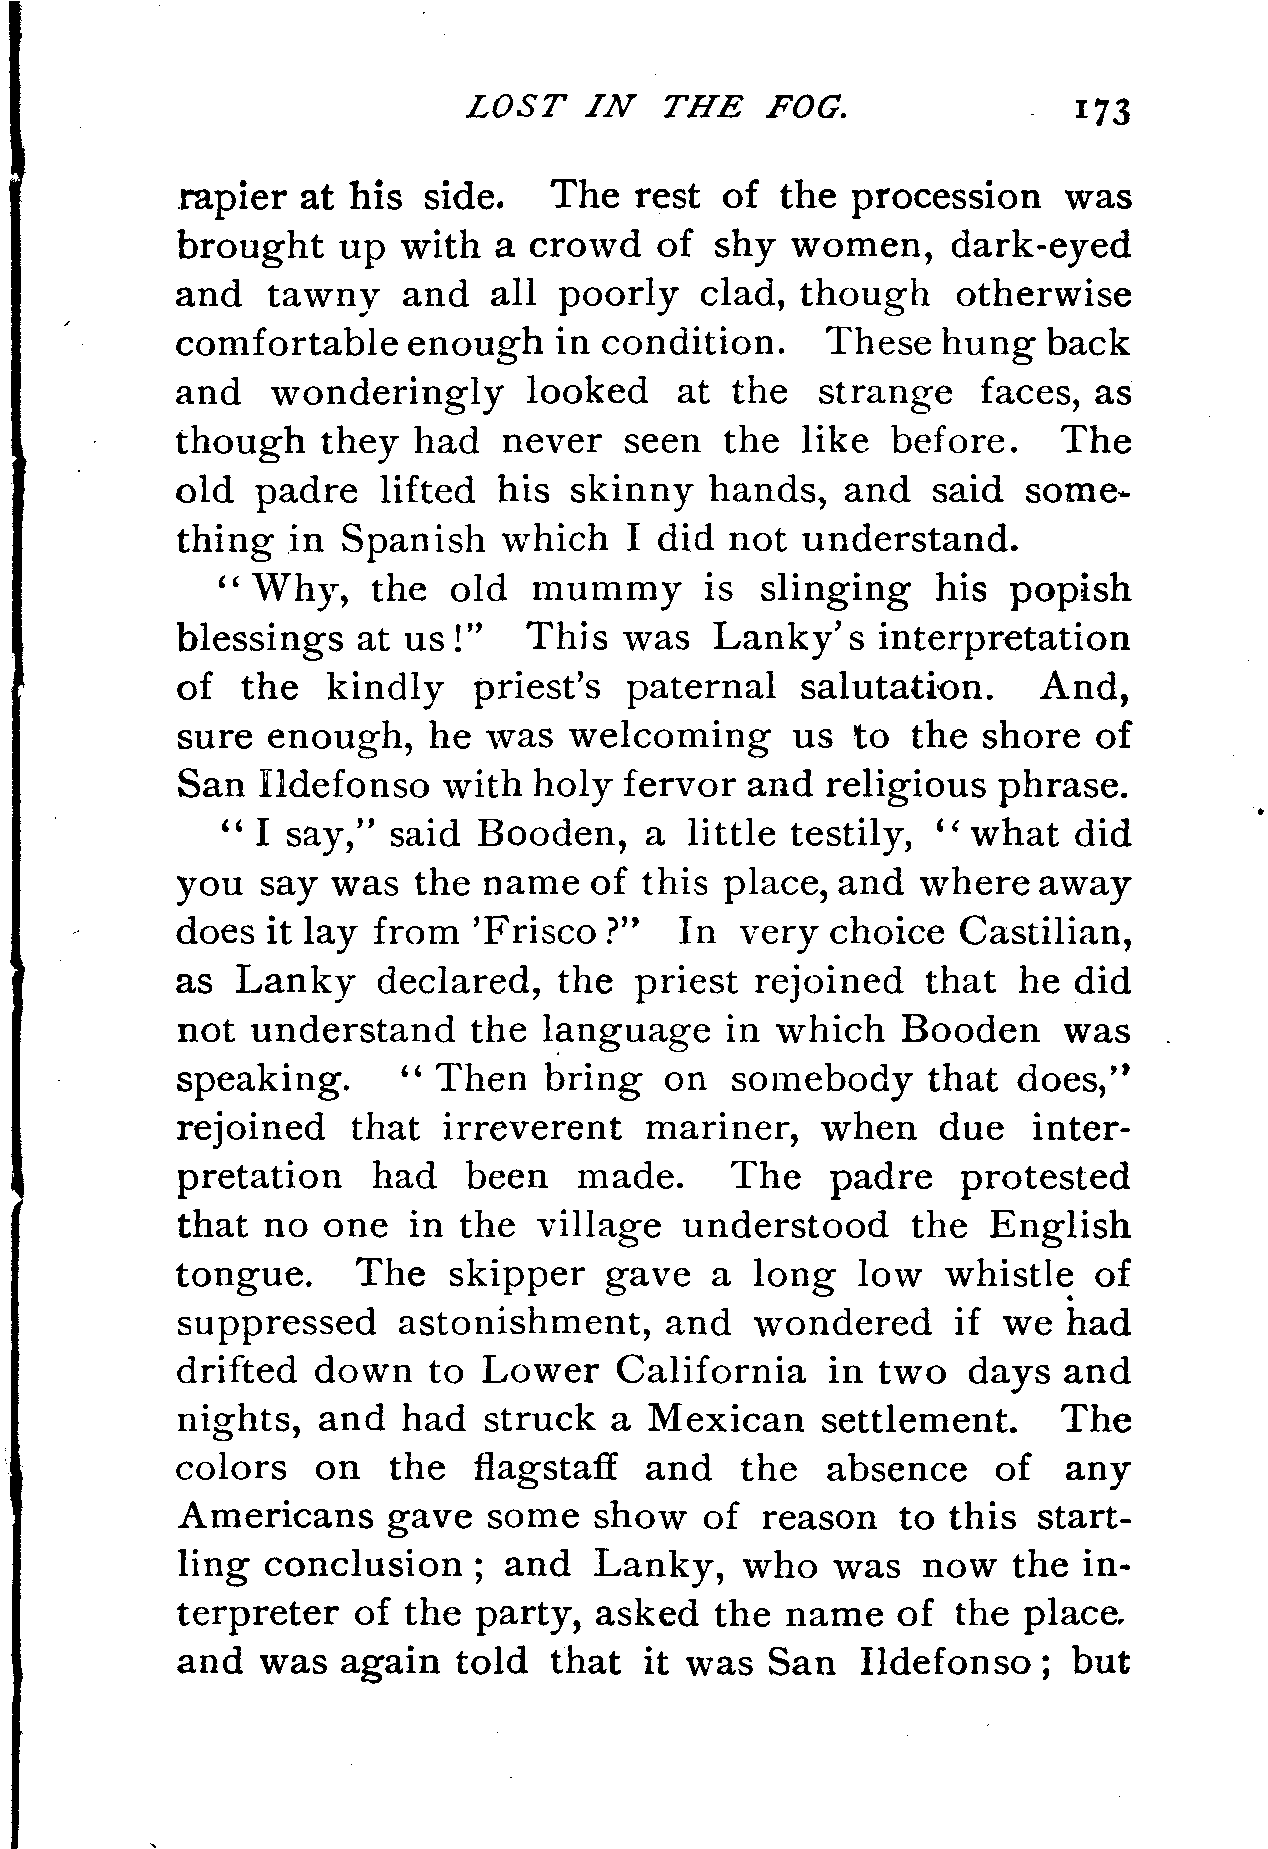 LOST IN THE FOG. 173
rapier at his side. The rest of the procession was
brought up with a crowd of shy women, dark-eyed
and tawny and all poorly clad, though otherwise
comfortable enough in condition. These hung back
and wonderingly looked at the strange faces, as
though they had never seen the like before. The
old padre lifted his skinny hands, and said some-
thing in Spanish which I did not understand.
“Why, the old mummy is slinging his popish
blessings at us!” This was Lanky's interpretation
of the kindly priest's paternal salutation. And,
sure enough, he was welcoming us to the shore of
San Ildefonso with holy fervor and religious phrase.
“I say,” said Booden, a little testily, “what did
you say was the name of this place, and where away
does it lay from 'Frisco?” In very choice Castilian,
as Lanky declared, the priest rejoined that he did
not understand the language in which Booden was
speaking. “Then bring on somebody that does,”
rejoined that irreverent mariner, when due inter-
pretation had been made. The padre protested
that no one in the village understood the English
tongue. The skipper gave a long low whistle of
suppressed astonishment, and wondered if we had
drifted down to Lower California in two days and
nights, and had struck a Mexican settlement. The
colors on the flagstaff and the absence of any
Americans gave some show of reason to this start-
ling conclusion; and Lanky, who was now the in-
terpreter of the party, asked the name of the place.
and was again told that it was San Ildefonso; but